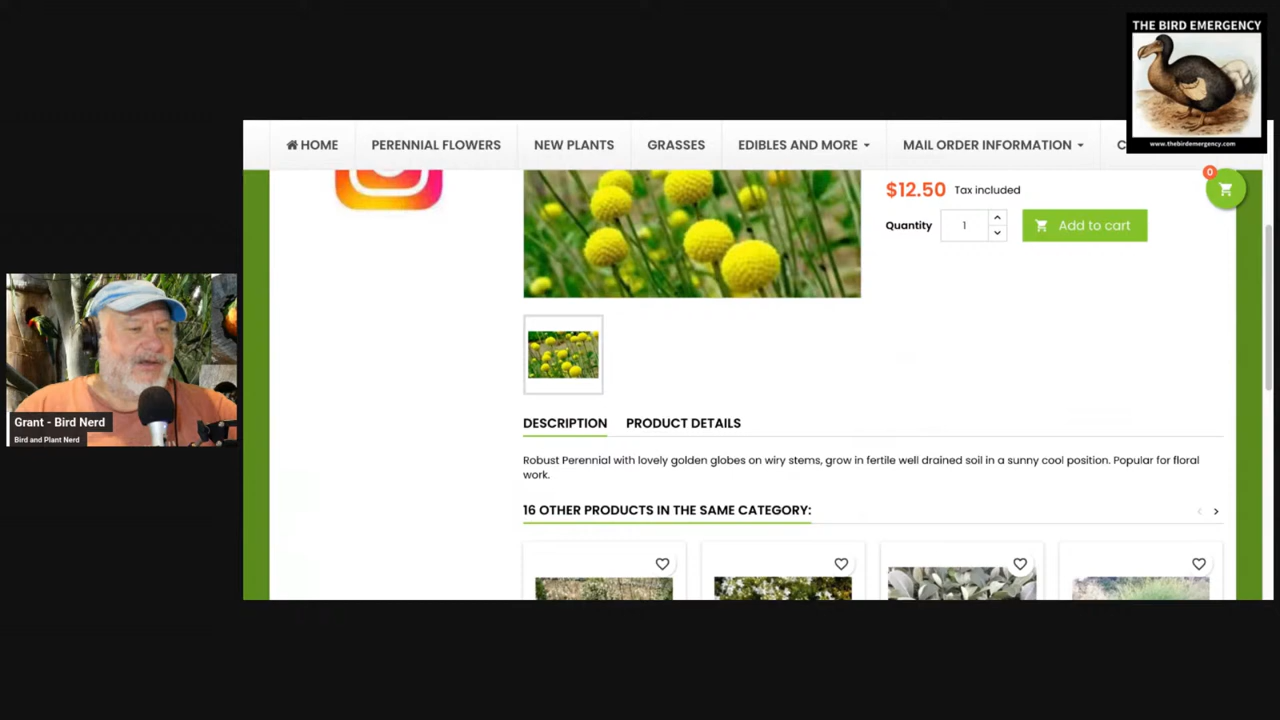 THE BIRD EMERGENCY
www.thebirdemergency.com
HOME PERENNIAL FLOWERS NEW PLANTS GRASSES EDIBLES AND MORE MAIL ORDER INFORMATION
0
$12.50 Tax included
Quantity 1 Add to cart
Grant - Bird Nerd
Bird and Plant Nerd
DESCRIPTION PRODUCT DETAILS
Robust Perennial with lovely golden globes on wiry stems, grow in fertile well drained soil in a sunny cool position. Popular for floral
work.
16 OTHER PRODUCTS IN THE SAME CATEGORY: